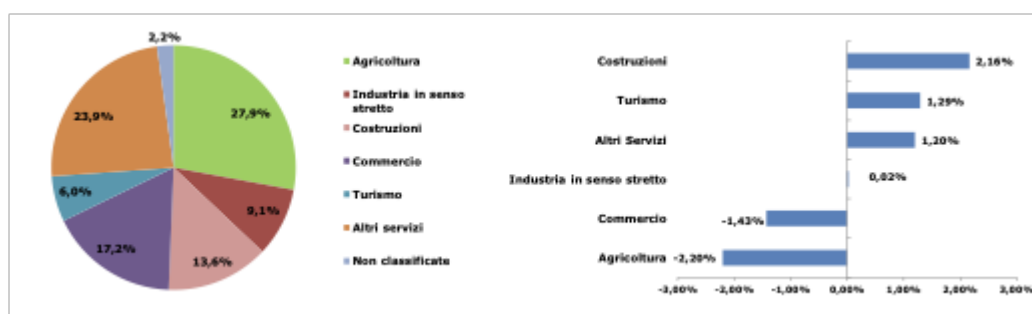 2,2%
27,9%
23,9%
6,0%
9,1%
17,2%
13,6%
Agricoltura
Industria in senso
stretto
Costruzioni
Commercio
Turismo
Altri servizi
Non classificate
Costruzioni
2,16%
Turismo
1,29%
Altri Servizi
1,20%
Industria in senso stretto
0,02%
Commercio
-1,43%
Agricoltura
-2,20%
-3,00% -2,00% -1,00% 0,00% 1,00% 2,00% 3,00%